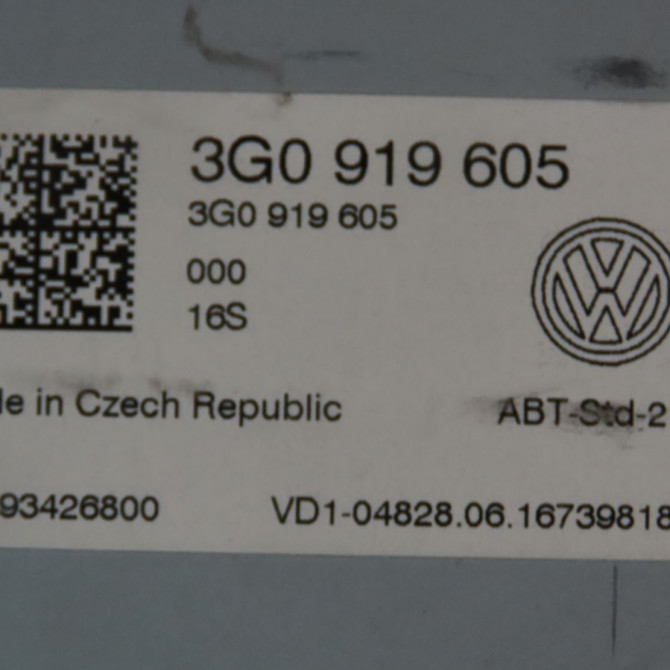 3G0 919 605
3G0 919 605
000
16S
de in Czech Republic
ABT-Std-2
93426800
VD1-04828.06.16739818